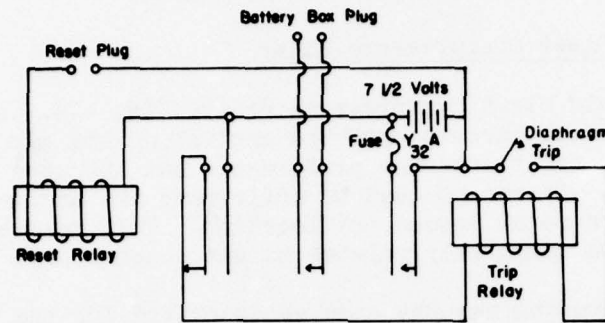 Battery Box Plug
Reset Plug
7 1/2 Volts
Fuse
Y A
32
Diaphragm
Trip
Reset Relay
Trip
Relay